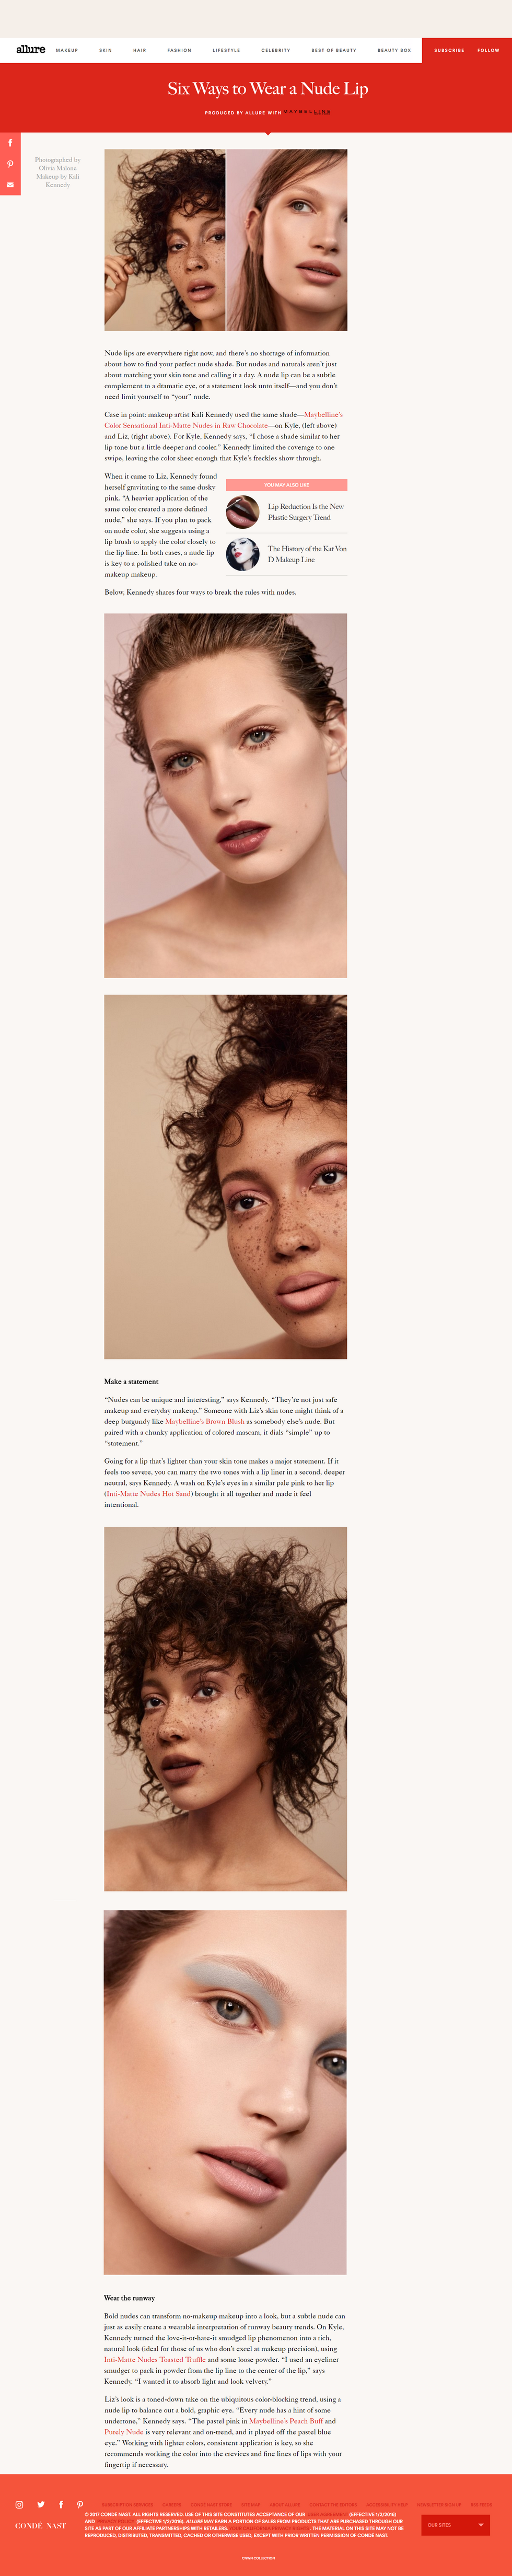 allure MAKEUP SKIN HAIR FASHION LIFESTYLE CELEBRITY BEST OF BEAUTY BEAUTY BOX SUBSCRIBE FOLLOW
Six Ways to Wear a Nude Lip
PRODUCED BY ALLURE WITH MAYBELLINE
Photographed by
Olivia Malone
Makeup by Kali
Kennedy
Nude lips are everywhere right now, and there's no shortage of information
about how to find your perfect nude shade. But nudes and naturals aren't just
about matching your skin tone and calling it a day. A nude lip can be a subtle
complement to a dramatic eye, or a statement look unto itself—and you don't
need limit yourself to “your” nude.
Case in point: makeup artist Kali Kennedy used the same shade—Maybelline's
Color Sensational Inti-Matte Nudes in Raw Chocolate—on Kyle, (left above)
and Liz, (right above). For Kyle, Kennedy says, “I chose a shade similar to her
lip tone but a little deeper and cooler.” Kennedy limited the coverage to one
swipe, leaving the color sheer enough that Kyle's freckles show through.
When it came to Liz, Kennedy found
herself gravitating to the same dusky
pink. “A heavier application of the
same color created a more defined
nude,” she says. If you plan to pack
on nude color, she suggests using a
lip brush to apply the color closely to
the lip line. In both cases, a nude lip
is key to a polished take on no-
makeup makeup.
YOU MAY ALSO LIKE
Lip Reduction Is the New
Plastic Surgery Trend
The History of the Kat Von
D Makeup Line
Below, Kennedy shares four ways to break the rules with nudes.
Make a statement
“Nudes can be unique and interesting,” says Kennedy. “They're not just safe
makeup and everyday makeup.” Someone with Liz's skin tone might think of a
deep burgundy like Maybelline's Brown Blush as somebody else's nude. But
paired with a chunky application of colored mascara, it dials “simple” up to
“statement.”
Going for a lip that's lighter than your skin tone makes a major statement. If it
feels too severe, you can marry the two tones with a lip liner in a second, deeper
neutral, says Kennedy. A wash on Kyle's eyes in a similar pale pink to her lip
(Inti-Matte Nudes Hot Sand) brought it all together and made it feel
intentional.
Wear the runway
Bold nudes can transform no-makeup makeup into a look, but a subtle nude can
just as easily create a wearable interpretation of runway beauty trends. On Kyle,
Kennedy turned the love-it-or-hate-it smudged lip phenomenon into a rich,
natural look (ideal for those of us who don't excel at makeup precision), using
Inti-Matte Nudes Toasted Truffle and some loose powder. “I used an eyeliner
smudger to pack in powder from the lip line to the center of the lip,” says
Kennedy. “I wanted it to absorb light and look velvety.”
Liz's look is a toned-down take on the ubiquitous color-blocking trend, using a
nude lip to balance out a bold, graphic eye. “Every nude has a hint of some
undertone,” Kennedy says. “The pastel pink in Maybelline's Peach Buff and
Purely Nude is very relevant and on-trend, and it played off the pastel blue
eye.” Working with lighter colors, consistent application is key, so she
recommends working the color into the crevices and fine lines of lips with your
fingertip if necessary.
CONDÉ NAST
© 2017 CONDÉ NAST. ALL RIGHTS RESERVED. USE OF THIS SITE CONSTITUTES ACCEPTANCE OF OUR USER AGREEMENT (EFFECTIVE 1/2/2016)
AND PRIVACY POLICY (EFFECTIVE 1/2/2016). ALLURE MAY EARN A PORTION OF SALES FROM PRODUCTS THAT ARE PURCHASED THROUGH OUR
SITE AS PART OF OUR AFFILIATE PARTNERSHIPS WITH RETAILERS. YOUR CALIFORNIA PRIVACY RIGHTS. THE MATERIAL ON THIS SITE MAY NOT BE
REPRODUCED, DISTRIBUTED, TRANSMITTED, CACHED OR OTHERWISE USED, EXCEPT WITH PRIOR WRITTEN PERMISSION OF CONDÉ NAST.
OUR SITES
CNMN COLLECTION